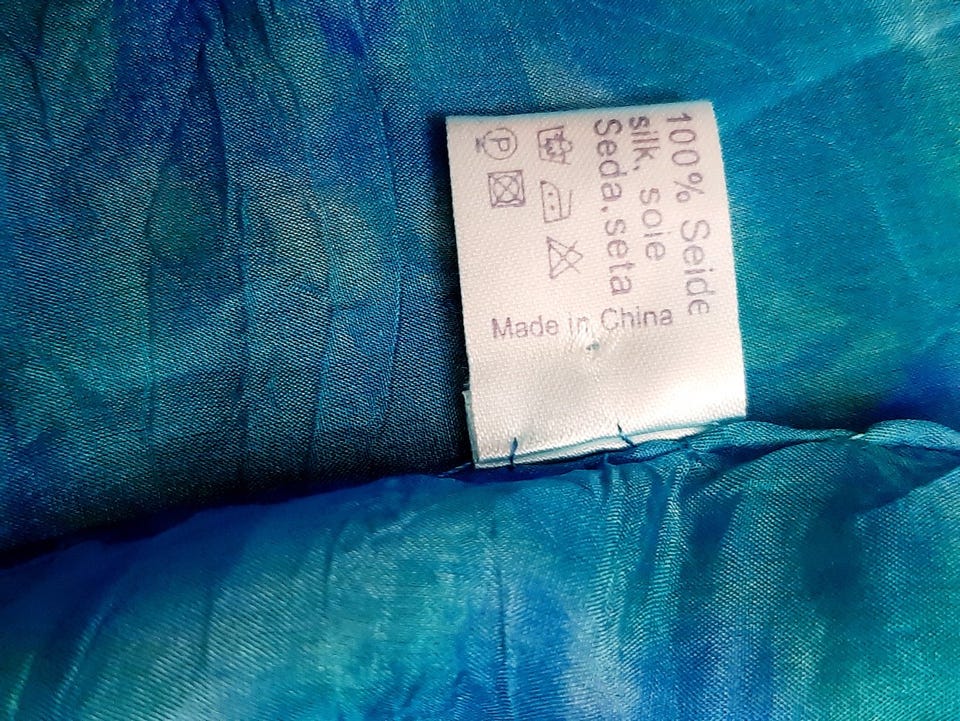 100% Seide
silk, soie
Seda,seta
P
Made in China